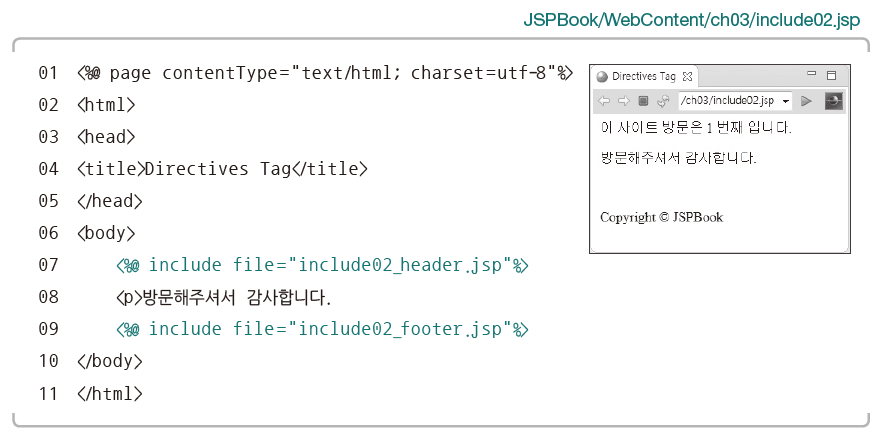 JSPBook/WebContent/ch03/include02.jsp
01 <%@ page contentType="text/html; charset=utf-8"%>
02 <html>
03 <head>
04 <title>Directives Tag</title>
05 </head>
06 <body>
07 <%@ include file="include02_header.jsp"%>
08 <p>방문해주셔서 감사합니다.
09 <%@ include file="include02_footer.jsp"%>
10 </body>
11 </html>
Directives Tag
/ch03/include02.jsp
이 사이트 방문은 1 번째 입니다.
방문해주셔서 감사합니다.
Copyright © JSPBook